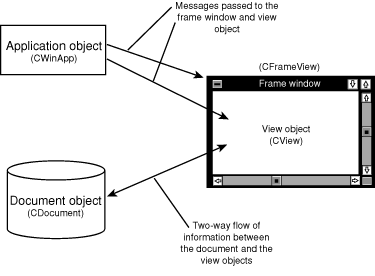 Messages passed to the
frame window and view
object
Application object
(CWinApp)
(CFrameView)
Frame window
View object
(CView)
Document object
(CDocument)
Two-way flow of
information between
the document and the
view objects